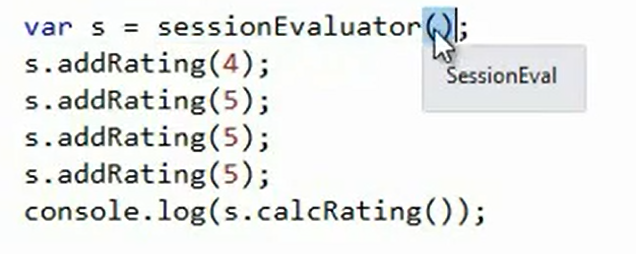 var s = sessionEvaluator();
SessionEval
s.addRating(4);
s.addRating(5);
s.addRating(5);
s.addRating(5);
console.log(s.calcRating());